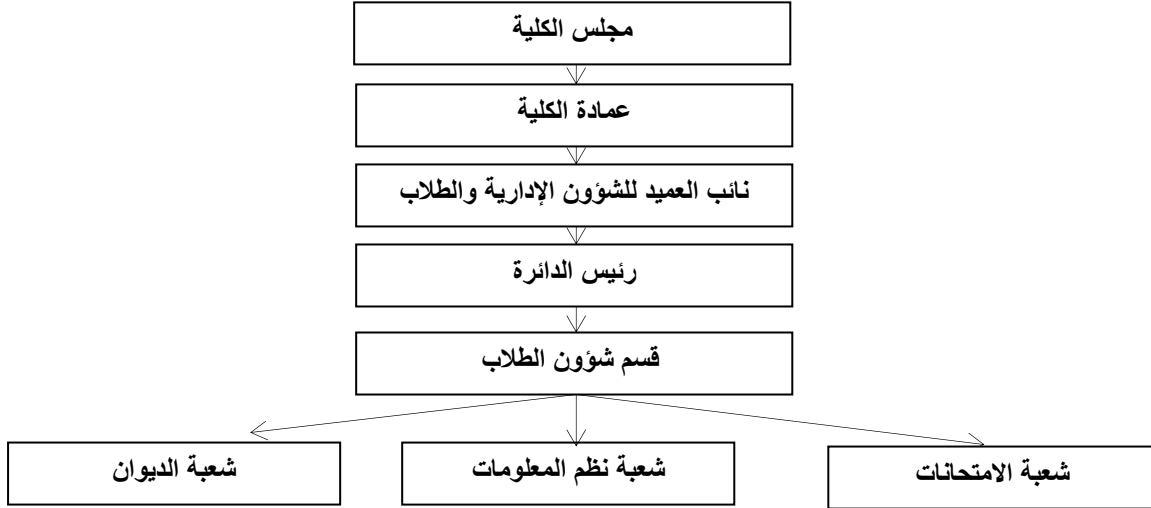 مجلس الكلية
عمادة الكلية
نائب العميد للشؤون الإدارية والطلاب
رئيس الدائرة
قسم شؤون الطلاب
شعبة الامتحانات
شعبة نظم المعلومات
شعبة الديوان